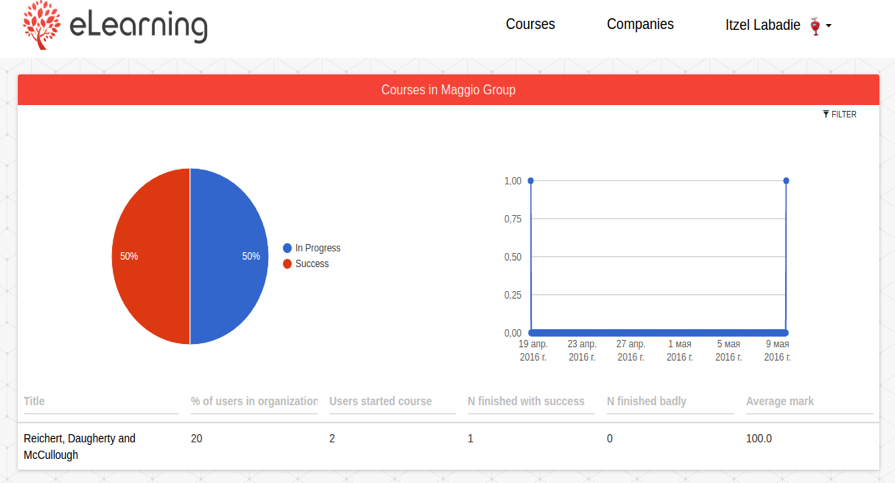 eLearning
Courses
Companies
Itzel Labadie
Courses in Maggio Group
FILTER
50%
50%
In Progress
Success
1,00
0,75
0,50
0,25
0,00
19 апр. 23 апр. 27 апр. 1 мая 5 мая 9 мая
2016 г. 2016 г. 2016 г. 2016 г. 2016 г. 2016 г.
Title % of users in organization Users started course N finished with success N finished badly Average mark
Reichert, Daugherty and 20 2 1 0 100.0
McCullough